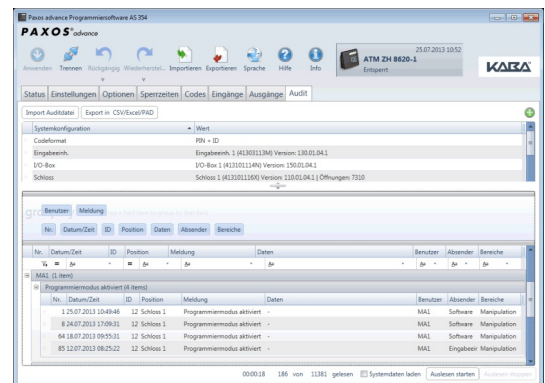 Paxos advance Programmiersoftware AS 354
PAXOS® advance
Anwenden Trennen Rückgängig Wiederherstel... Importieren Exportieren Sprache Hilfe Info
25.07.2013 10:52
ATM ZH 8620-1
Entsperrt
KABA®
Status Einstellungen Optionen Sperrzeiten Codes Eingänge Ausgänge Audit
Import Auditdatei Export in CSV/Excel/PAD
Systemkonfiguration Wert
Codeformat PIN + ID
Eingabeeinh. Eingabeeinh. 1 (41303113M) Version: 130.01.04.1
I/O-Box I/O-Box 1 (413101114N) Version: 150.01.04.1
Schloss Schloss 1 (413101116X) Version: 110.01.04.1 | Öffnungen: 7310
Benutzer Meldung
Nr. Datum/Zeit ID Position Daten Absender Bereiche
Nr. Datum/Zeit ID Position Meldung Daten Benutzer Absender Bereiche
MA1 (1 item)
Programmiermodus aktiviert (4 items)
Nr. Datum/Zeit ID Position Meldung Daten Benutzer Absender Bereiche
1 25.07.2013 10:49:46 12 Schloss 1 Programmiermodus aktiviert - MA1 Software Manipulation
8 24.07.2013 17:09:31 12 Schloss 1 Programmiermodus aktiviert - MA1 Software Manipulation
64 18.07.2013 09:55:31 12 Schloss 1 Programmiermodus aktiviert - MA1 Software Manipulation
85 12.07.2013 08:25:22 12 Schloss 1 Programmiermodus aktiviert - MA1 Eingabeeir Manipulation
00:00:18 186 von 11381 gelesen Systemdaten laden Auslesen starten Auslesen stoppen